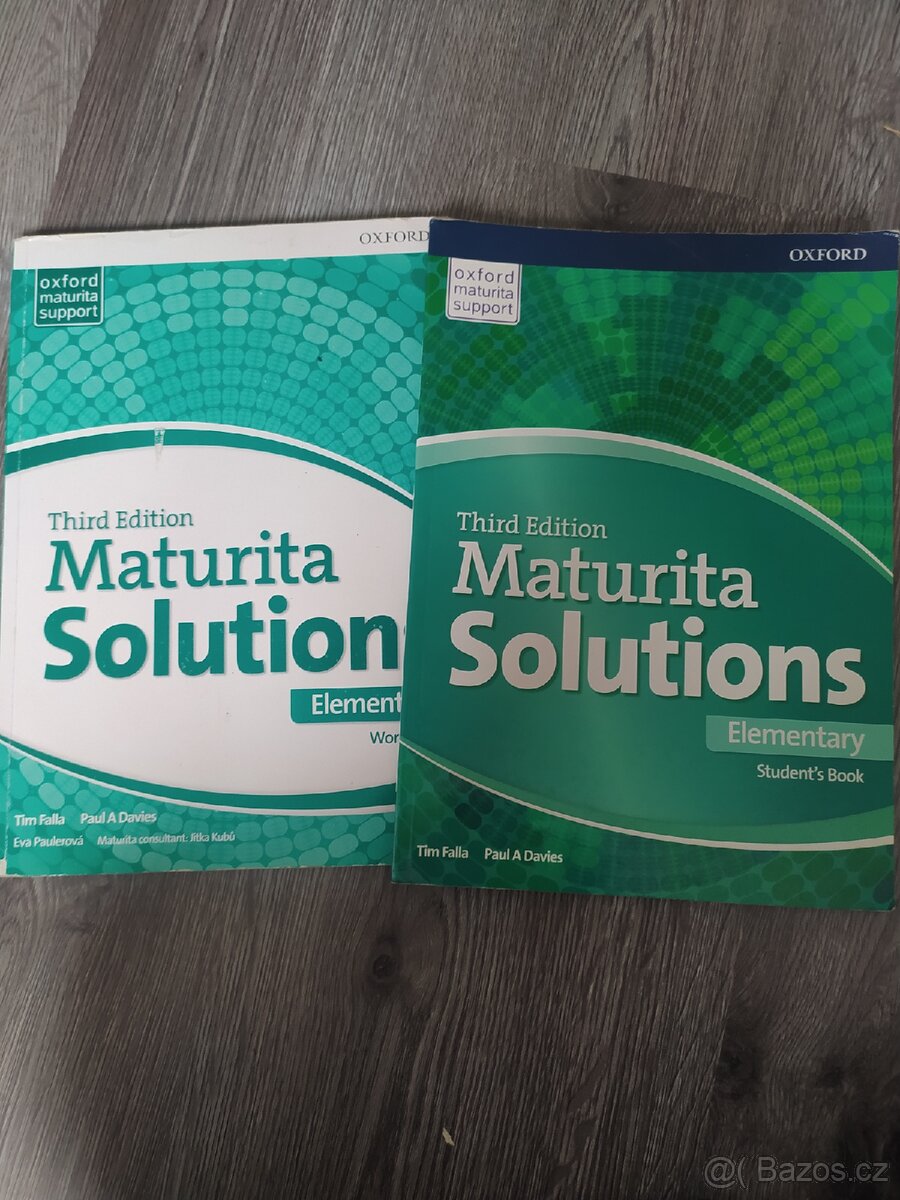 OXFORD
oxford
maturita
support
Third Edition
Maturita
Solution
Element
Wor
Tim Falla Paul A Davies
Eva Paulerová Maturita consultant: Jitka Kubů
OXFORD
oxford
maturita
support
Third Edition
Maturita
Solutions
Elementary
Student's Book
Tim Falla Paul A Davies
@( Bazos.cz